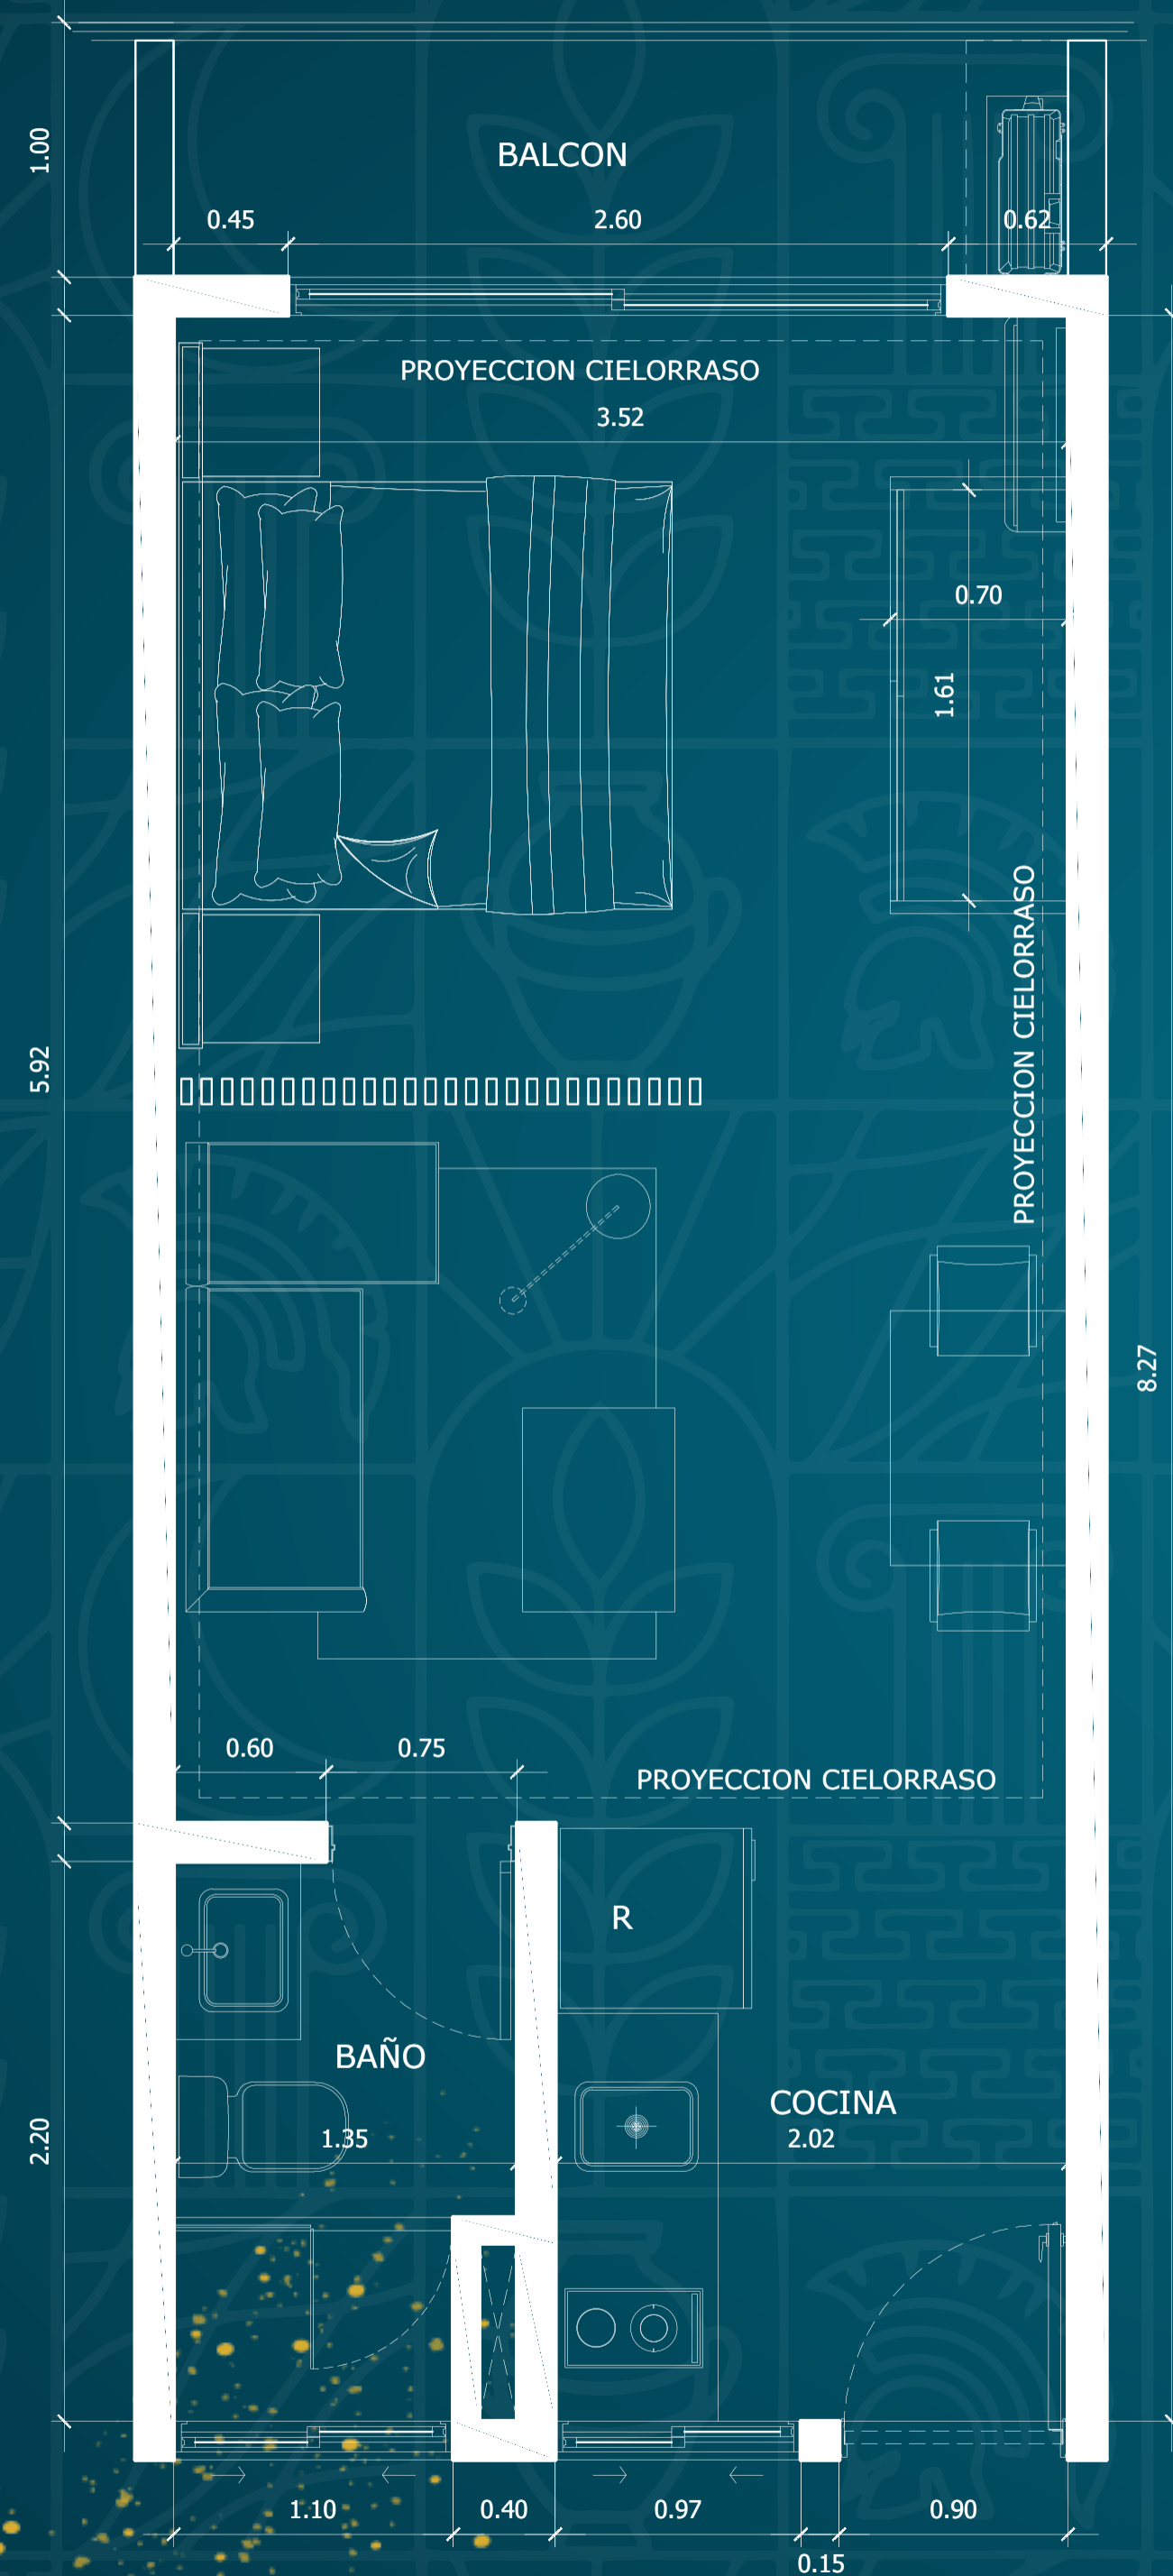 1.00
BALCON
0.45
2.60
0.62
PROYECCION CIELORRASO
3.52
0.70
1.61
PROYECCION CIELORRASO
5.92
8.27
0.60
0.75
PROYECCION CIELORRASO
R
BAÑO
COCINA
1.35
2.02
2.20
1.10
0.40
0.97
0.90
0.15